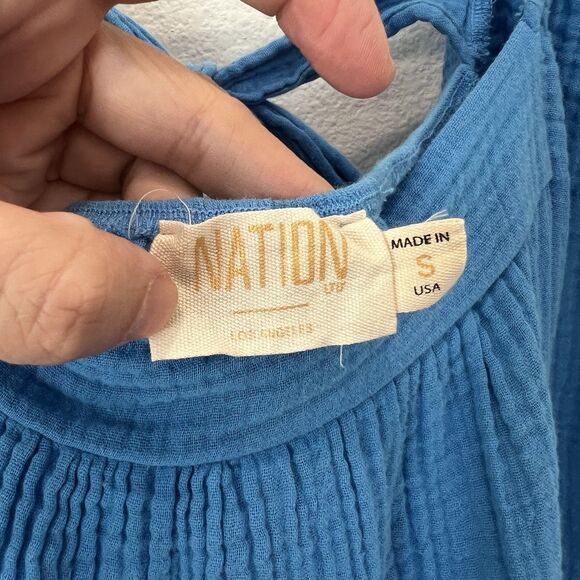 NATION
LTD
LOS ANGELES
MADE IN
S
USA